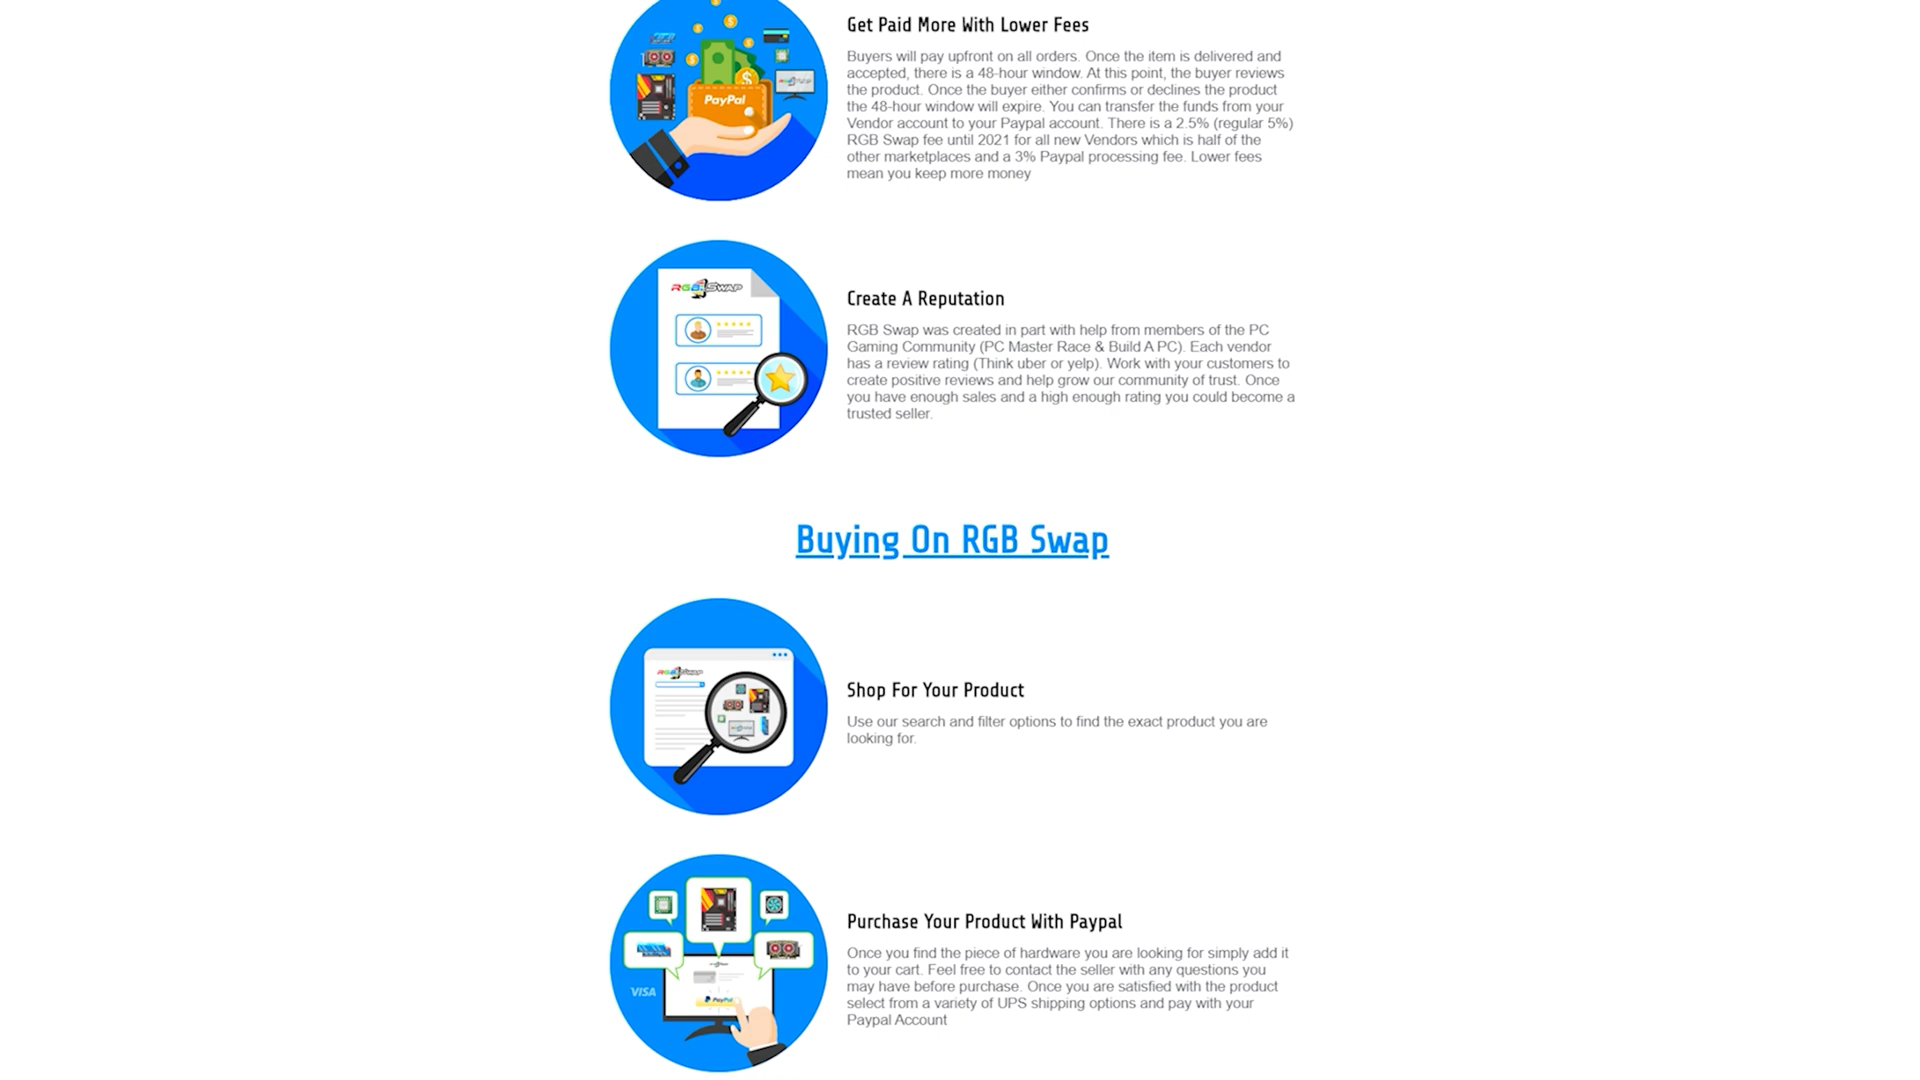 Get Paid More With Lower Fees
Buyers will pay upfront on all orders. Once the item is delivered and
accepted, there is a 48-hour window. At this point, the buyer reviews
the product. Once the buyer either confirms or declines the product
the 48-hour window will expire. You can transfer the funds from your
Vendor account to your Paypal account. There is a 2.5% (regular 5%)
RGB Swap fee until 2021 for all new Vendors which is half of the
other marketplaces and a 3% Paypal processing fee. Lower fees
mean you keep more money
PayPal
RGB SWAP
Create A Reputation
RGB Swap was created in part with help from members of the PC
Gaming Community (PC Master Race & Build A PC). Each vendor
has a review rating (Think uber or yelp). Work with your customers to
create positive reviews and help grow our community of trust. Once
you have enough sales and a high enough rating you could become a
trusted seller.
Buying On RGB Swap
RGB SWAP
Shop For Your Product
Use our search and filter options to find the exact product you are
looking for.
VISA
PayPal
Purchase Your Product With Paypal
Once you find the piece of hardware you are looking for simply add it
to your cart. Feel free to contact the seller with any questions you
may have before purchase. Once you are satisfied with the product
select from a variety of UPS shipping options and pay with your
Paypal Account